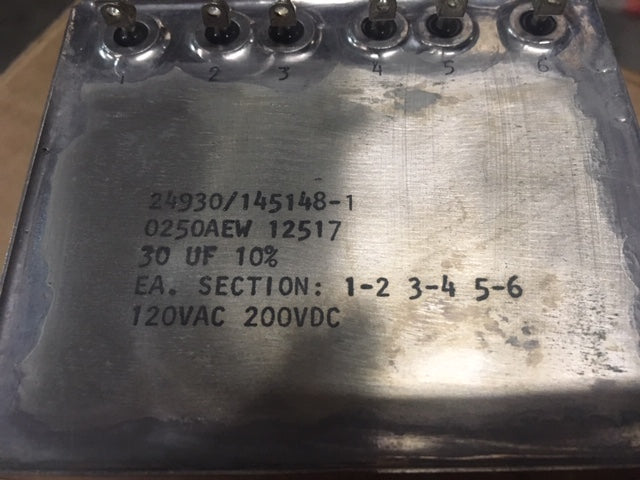 1 2 3 4 5 6
24930/145148-1
0250AEW 12517
30 UF 10%
EA. SECTION: 1-2 3-4 5-6
120VAC 200VDC